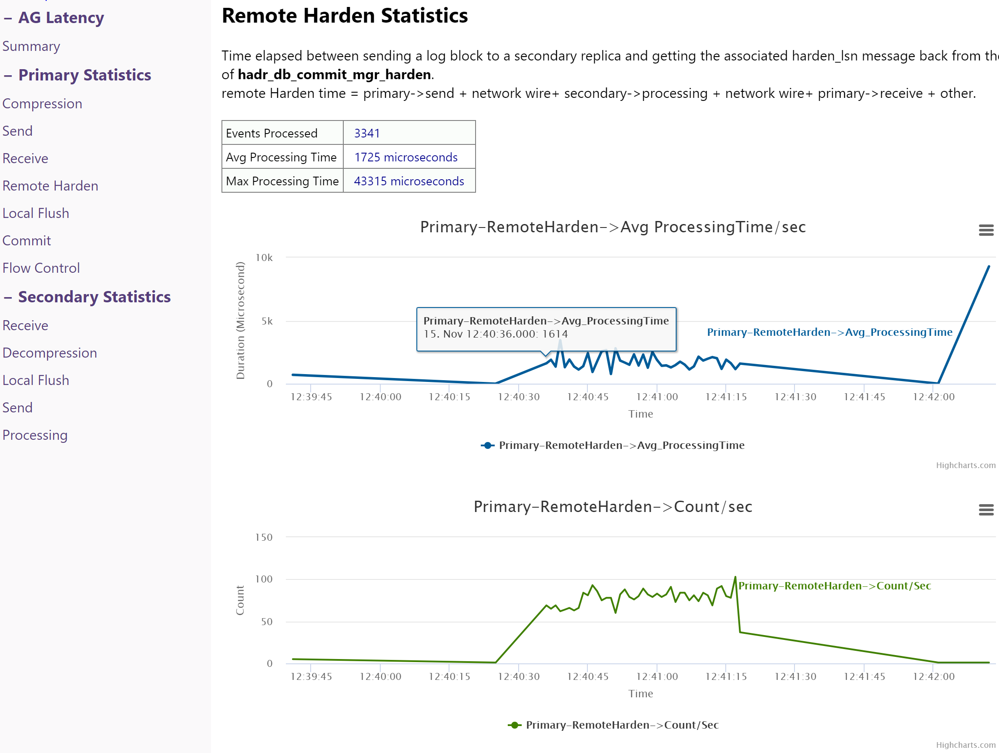 − AG Latency
Summary
− Primary Statistics
Compression
Send
Receive
Remote Harden
Local Flush
Commit
Flow Control
− Secondary Statistics
Receive
Decompression
Local Flush
Send
Processing
Remote Harden Statistics
Time elapsed between sending a log block to a secondary replica and getting the associated harden_lsn message back from
of hadr_db_commit_mgr_harden.
remote Harden time = primary->send + network wire+ secondary->processing + network wire+ primary->receive + other.
Events Processed 3341
Avg Processing Time 1725 microseconds
Max Processing Time 43315 microseconds
Primary-RemoteHarden->Avg ProcessingTime/sec
Duration (Microsecond)
10k
5k
0
Primary-RemoteHarden->Avg_ProcessingTime
15. Nov 12:40:36.000: 1614
Primary-RemoteHarden->Avg_ProcessingTime
12:39:45 12:40:00 12:40:15 12:40:30 12:40:45 12:41:00 12:41:15 12:41:30 12:41:45 12:42:00
Time
Primary-RemoteHarden->Avg_ProcessingTime
Highcharts.com
Primary-RemoteHarden->Count/sec
Count
150
100
50
0
Primary-RemoteHarden->Count/Sec
12:39:45 12:40:00 12:40:15 12:40:30 12:40:45 12:41:00 12:41:15 12:41:30 12:41:45 12:42:00
Time
Primary-RemoteHarden->Count/Sec
Highcharts.com